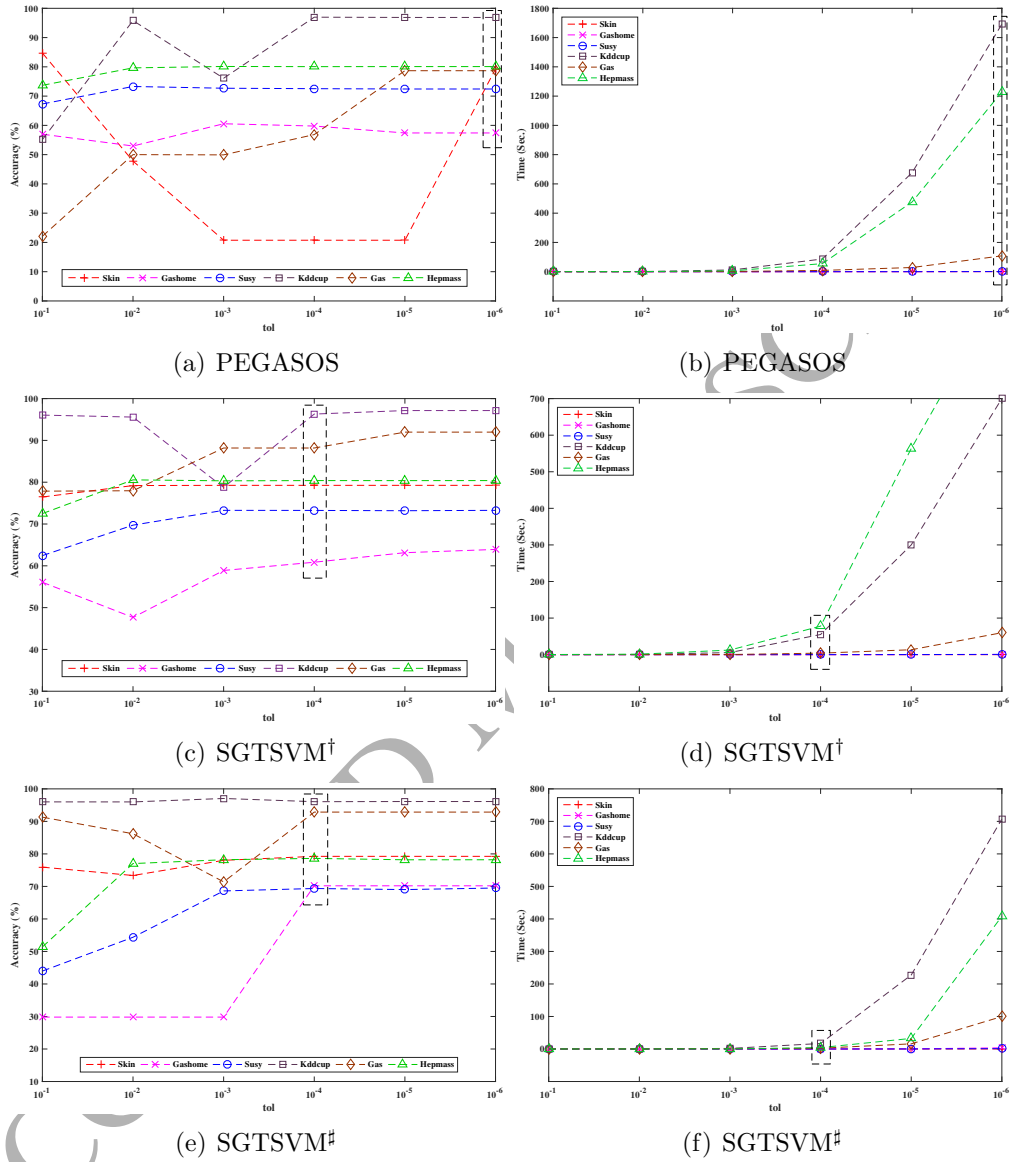 100
90
80
70
60
50
40
30
20
10
0
Accuracy (%)
Skin Gashome Susy Kddcup Gas Hepmass
10-1 10-2 10-3 10-4 10-5 10-6
tol
(a) PEGASOS
1800
1600
1400
1200
1000
800
600
400
200
0
Time (Sec.)
Skin
Gashome
Susy
Kddcup
Gas
Hepmass
10-1 10-2 10-3 10-4 10-5 10-6
tol
(b) PEGASOS
100
90
80
70
60
50
40
30
Accuracy (%)
Skin Gashome Susy Kddcup Gas Hepmass
10-1 10-2 10-3 10-4 10-5 10-6
tol
(c) SGTSVM†
700
600
500
400
300
200
100
0
-100
Time (Sec.)
Skin
Gashome
Susy
Kddcup
Gas
Hepmass
10-1 10-2 10-3 10-4 10-5 10-6
tol
(d) SGTSVM†
100
90
80
70
60
50
40
30
20
10
Accuracy (%)
Skin Gashome Susy Kddcup Gas Hepmass
10-1 10-2 10-3 10-4 10-5 10-6
tol
(e) SGTSVM♯
800
700
600
500
400
300
200
100
0
-100
Time (Sec.)
Skin
Gashome
Susy
Kddcup
Gas
Hepmass
10-1 10-2 10-3 10-4 10-5 10-6
tol
(f) SGTSVM♯